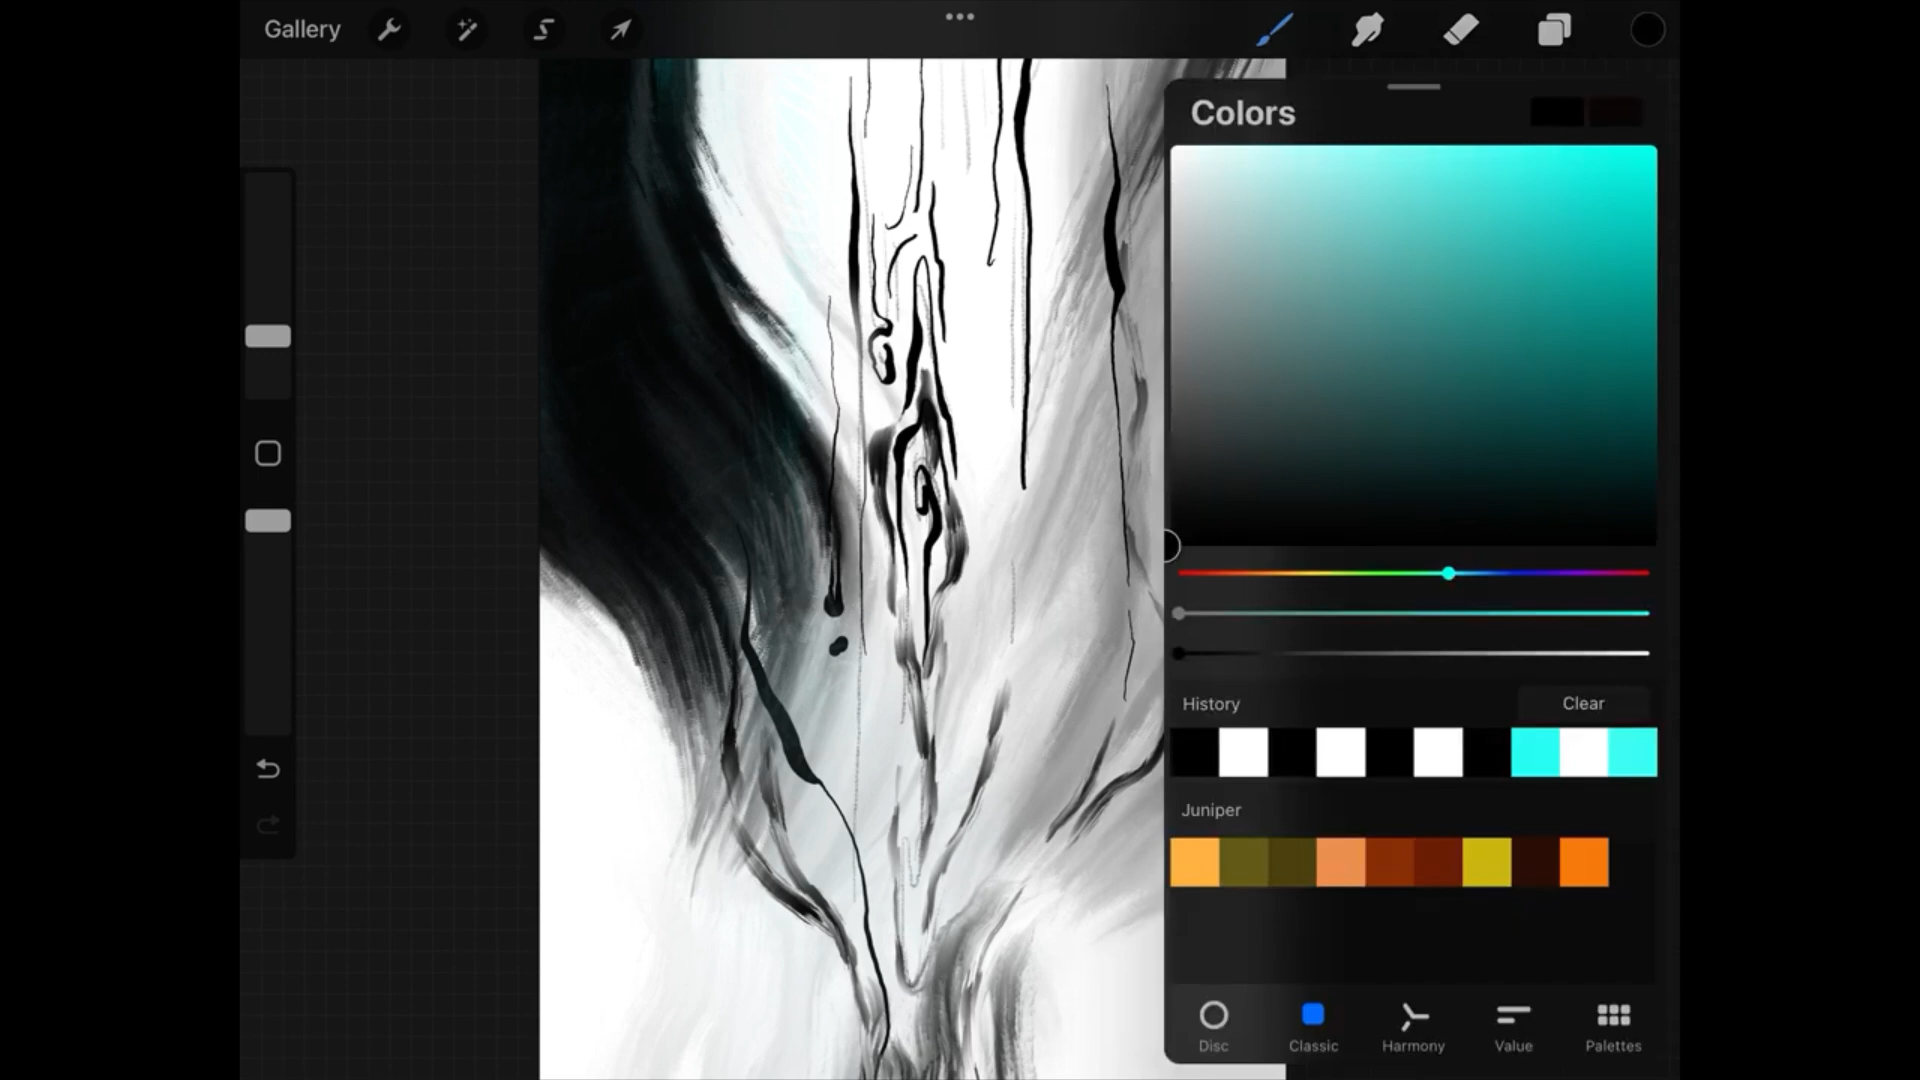 Gallery
Colors
History
Clear
Juniper
Disc
Classic
Harmony
Value
Palettes